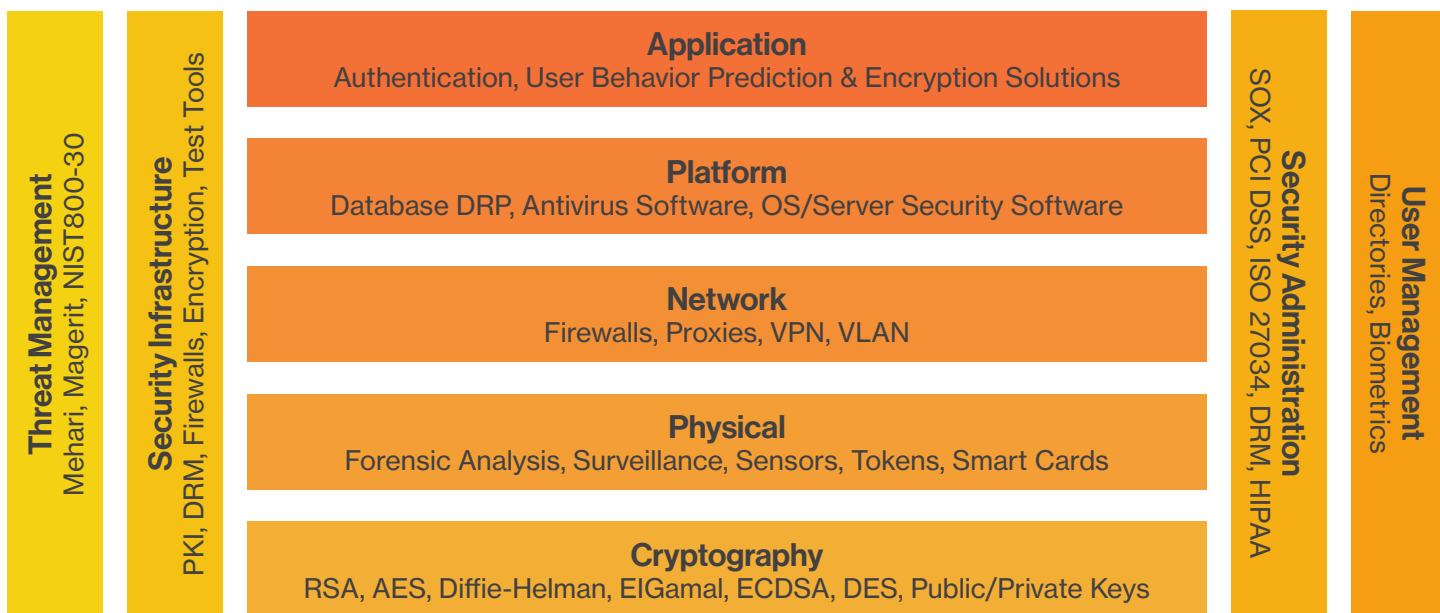 Threat Management
Mehari, Magerit, NIST800-30
Security Infrastructure
PKI, DRM, Firewalls, Encryption, Test Tools
Application
Authentication, User Behavior Prediction & Encryption Solutions
Platform
Database DRP, Antivirus Software, OS/Server Security Software
Network
Firewalls, Proxies, VPN, VLAN
Physical
Forensic Analysis, Surveillance, Sensors, Tokens, Smart Cards
Cryptography
RSA, AES, Diffie-Helman, EIGamal, ECDSA, DES, Public/Private Keys
Security Administration
SOX, PCI DSS, ISO 27034, DRM, HIPAA
User Management
Directories, Biometrics